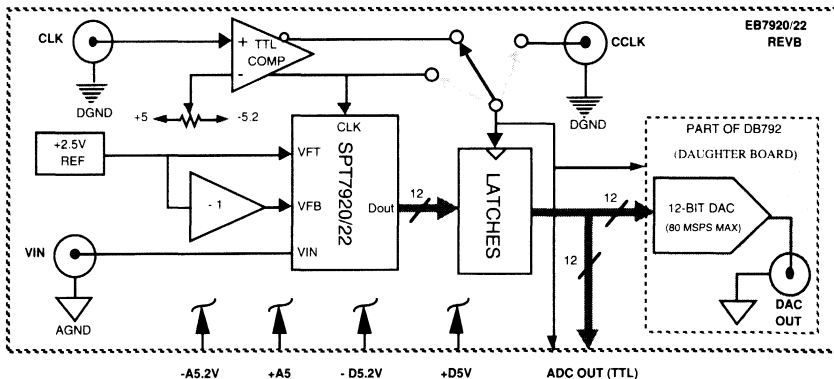 EB7920/22
REVB
CLK
+
TTL
COMP
-
CCLK
DGND
+5
-5.2
DGND
+2.5V
REF
CLK
VFT
- 1
VFB
SPT7920/22
Dout
12
LATCHES
12
12
PART OF DB792
(DAUGHTER BOARD)
12-BIT DAC
(80 MSPS MAX)
VIN
VIN
AGND
DAC
OUT
-A5.2V
+A5
- D5.2V
+D5V
ADC OUT (TTL)